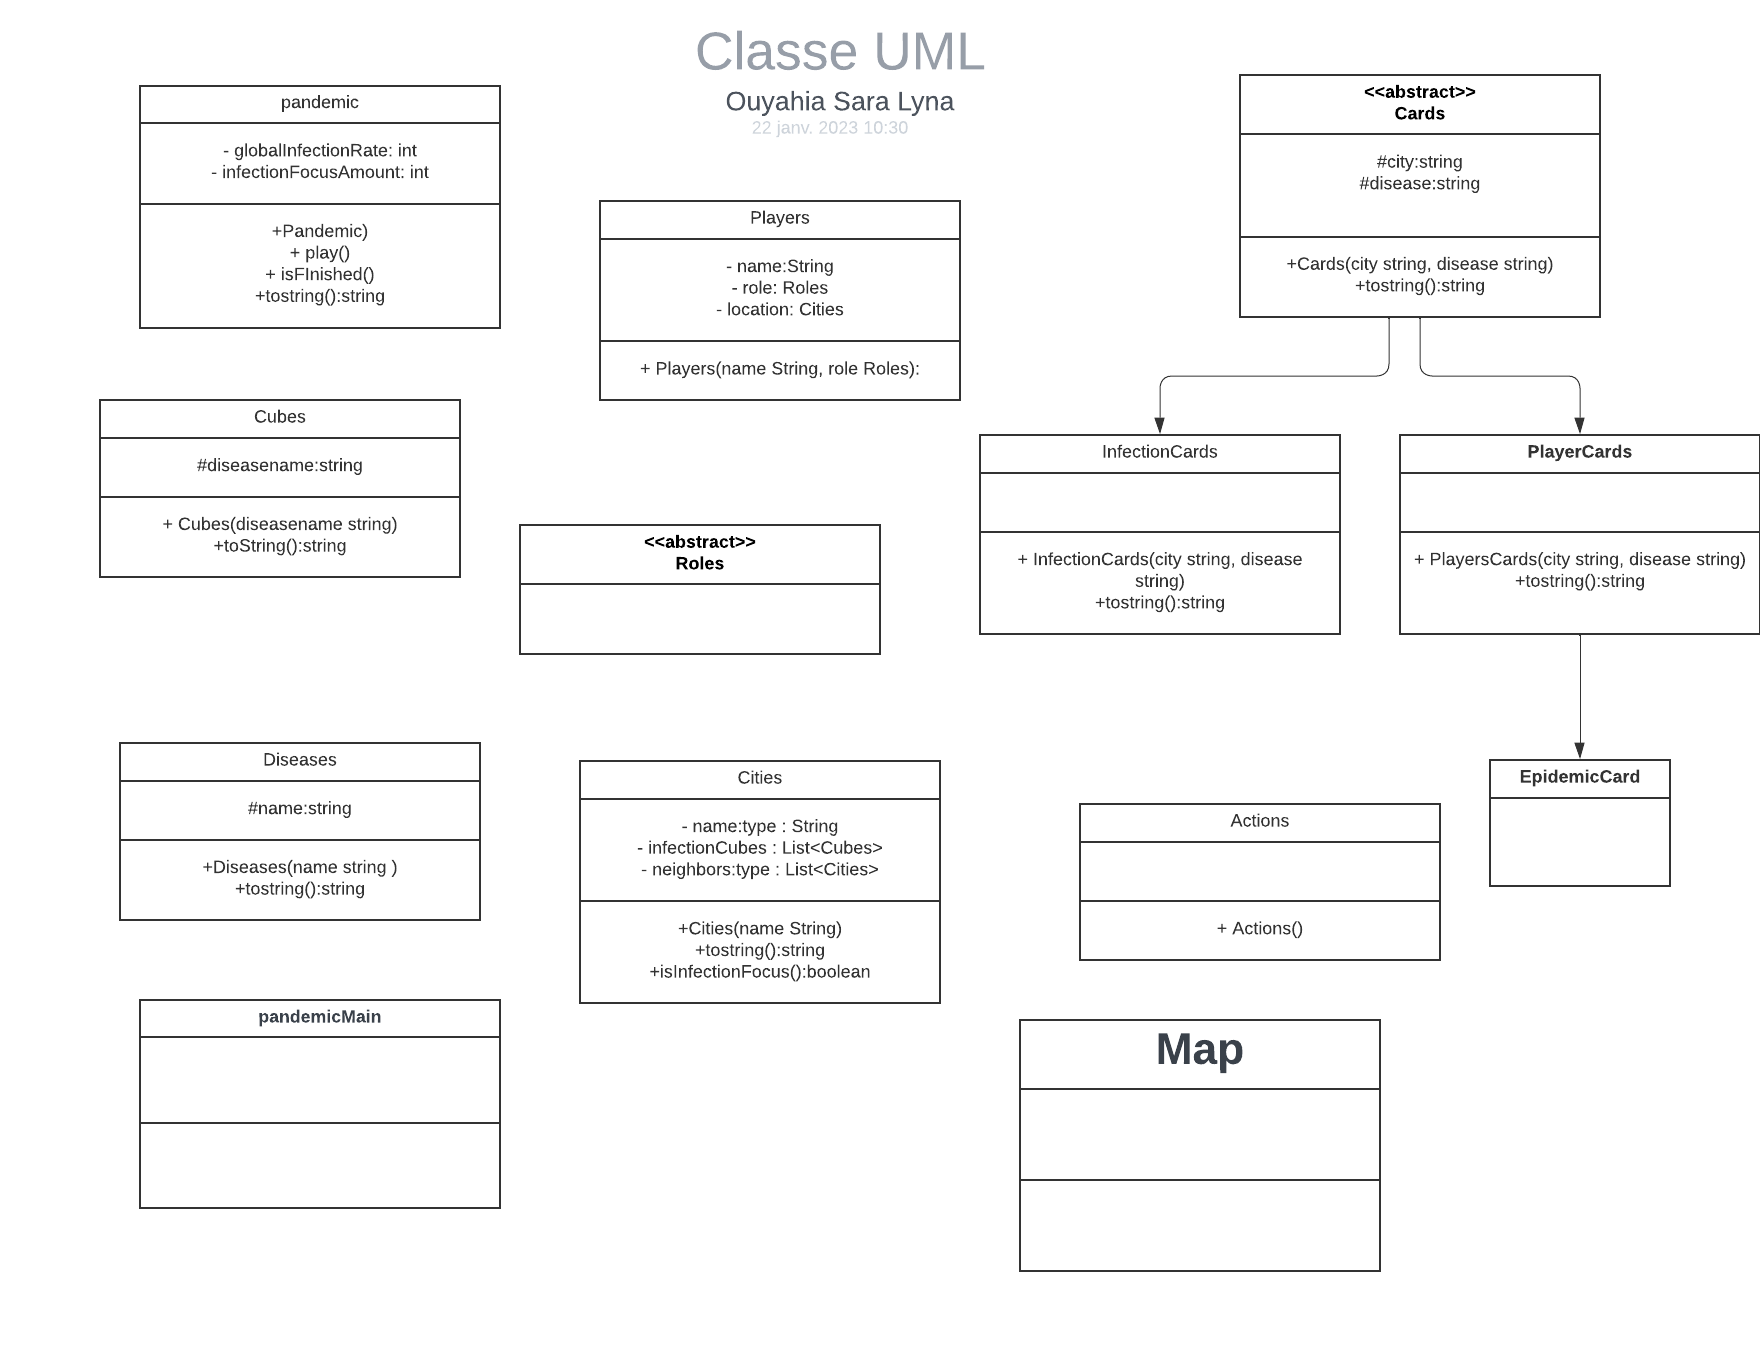 Classe UML
Ouyahia Sara Lyna
22 janv. 2023 10:30
pandemic
- globalInfectionRate: int
- infectionFocusAmount: int
+Pandemic)
+ play()
+ isFInished()
+tostring():string
Players
- name:String
- role: Roles
- location: Cities
+ Players(name String, role Roles):
<<abstract>>
Cards
#city:string
#disease:string
+Cards(city string, disease string)
+tostring():string
Cubes
#diseasename:string
+ Cubes(diseasename string)
+toString():string
<<abstract>>
Roles
InfectionCards
+ InfectionCards(city string, disease
string)
+tostring():string
PlayerCards
+ PlayersCards(city string, disease string)
+tostring():string
Diseases
#name:string
+Diseases(name string )
+tostring():string
Cities
- name:type : String
- infectionCubes : List<Cubes>
- neighbors:type : List<Cities>
+Cities(name String)
+tostring():string
+isInfectionFocus():boolean
Actions
+ Actions()
EpidemicCard
pandemicMain
Map